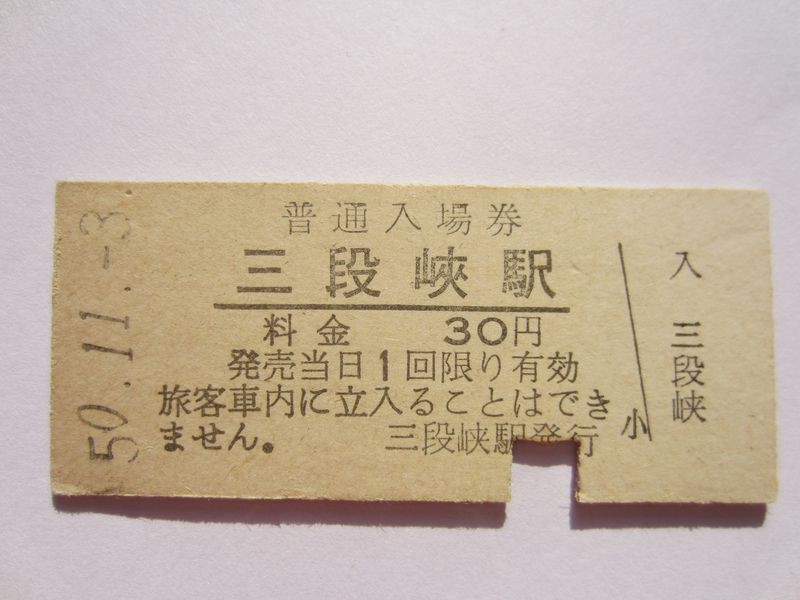 50.11.-3
普通入場券
三段峽駅
料金 30円
発売当日1回限り有効
旅客車内に立入ることはでき
ません。 三段峡駅発行
小
入 三段峡